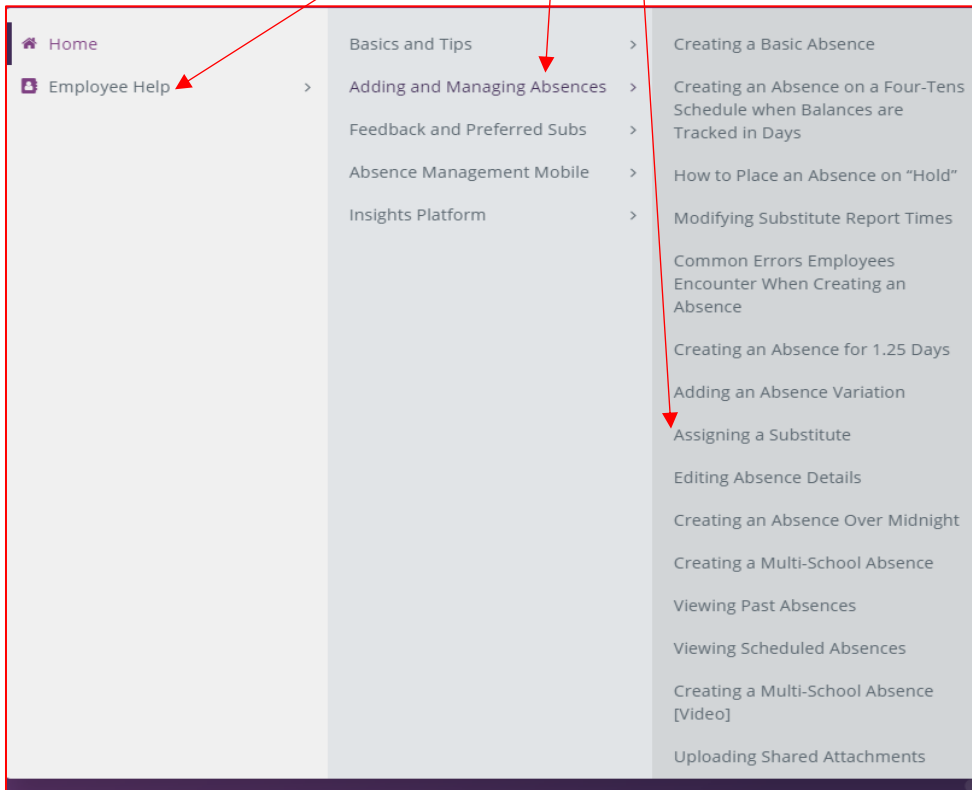 Home
Employee Help
Basics and Tips
Adding and Managing Absences
Feedback and Preferred Subs
Absence Management Mobile
Insights Platform
Creating a Basic Absence
Creating an Absence on a Four-Tens
Schedule when Balances are
Tracked in Days
How to Place an Absence on “Hold”
Modifying Substitute Report Times
Common Errors Employees
Encounter When Creating an
Absence
Creating an Absence for 1.25 Days
Adding an Absence Variation
Assigning a Substitute
Editing Absence Details
Creating an Absence Over Midnight
Creating a Multi-School Absence
Viewing Past Absences
Viewing Scheduled Absences
Creating a Multi-School Absence
[Video]
Uploading Shared Attachments